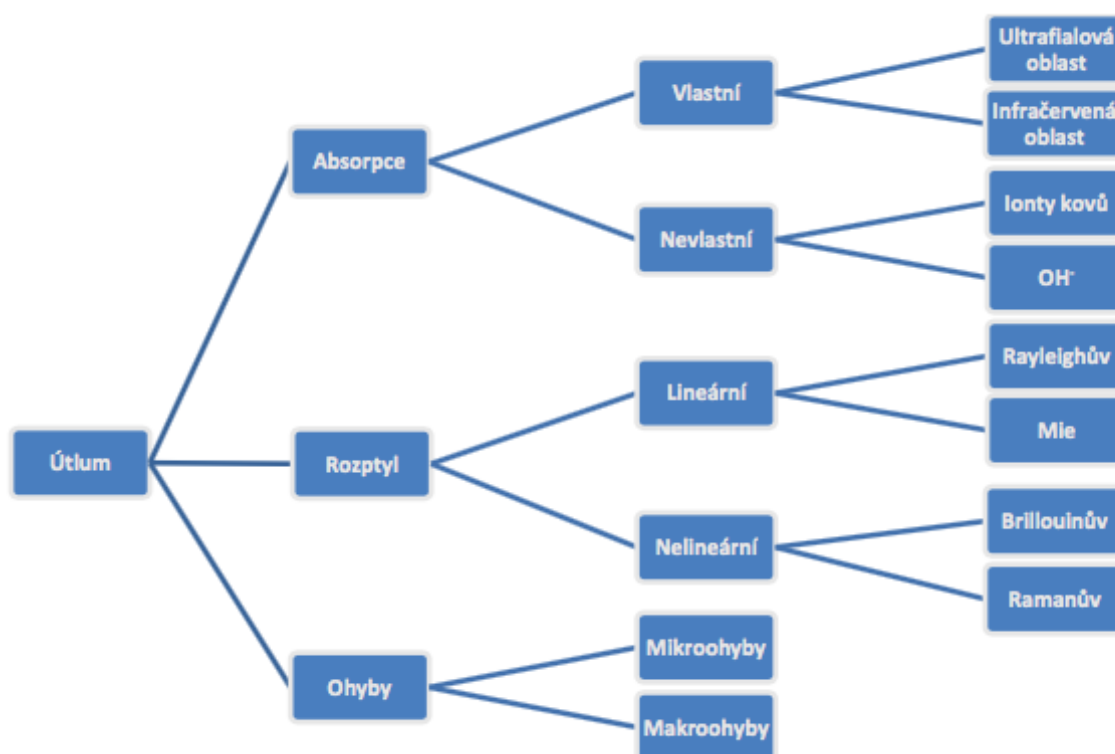 Útlum
Absorpce
Vlastní
Ultrafialová
oblast
Infračervená
oblast
Nevlastní
Ionty kovů
OH⁻
Rozptyl
Lineární
Rayleighův
Mie
Nelineární
Brillouinův
Ramanův
Ohyby
Mikroohyby
Makroohyby